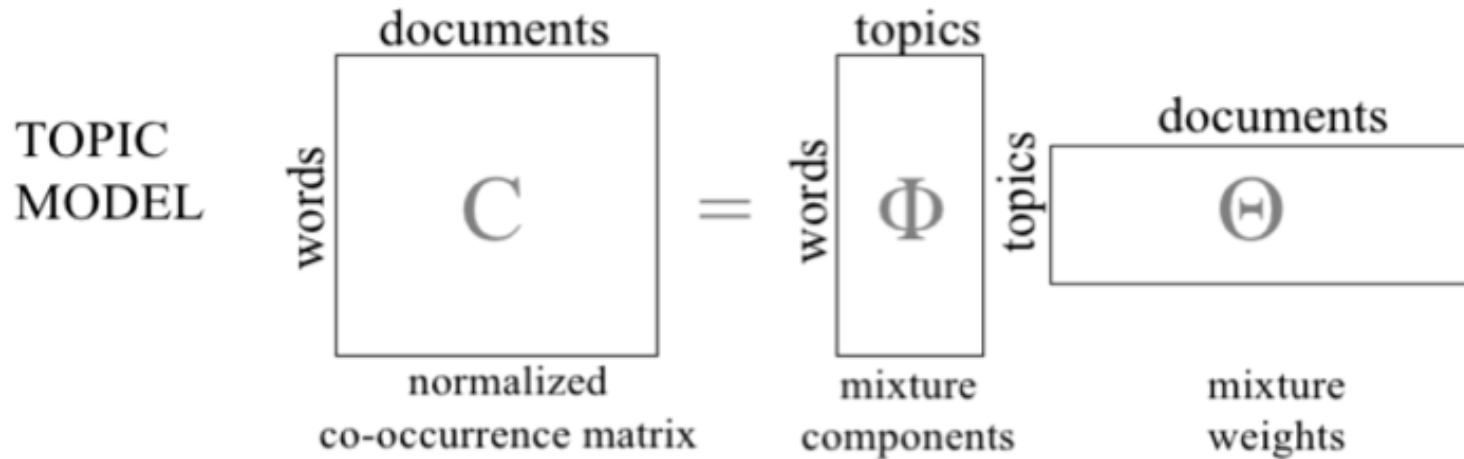 documents
topics
documents
TOPIC
MODEL
words
C
=
words
Φ
topics
Θ
normalized
co-occurrence matrix
mixture
components
mixture
weights